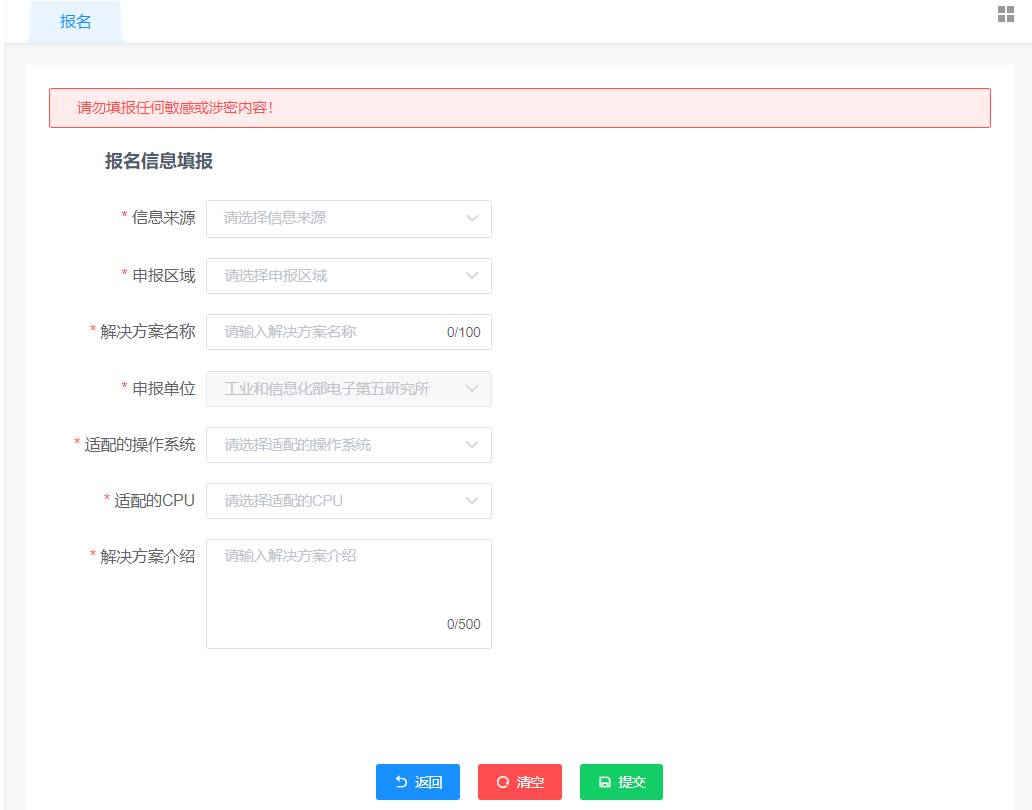 报名
请勿填报任何敏感或涉密内容!
报名信息填报
* 信息来源 请选择信息来源
* 申报区域 请选择申报区域
* 解决方案名称 请输入解决方案名称 0/100
* 申报单位 工业和信息化部电子第五研究所
* 适配的操作系统 请选择适配的操作系统
* 适配的CPU 请选择适配的CPU
* 解决方案介绍 请输入解决方案介绍
0/500
返回 清空 提交